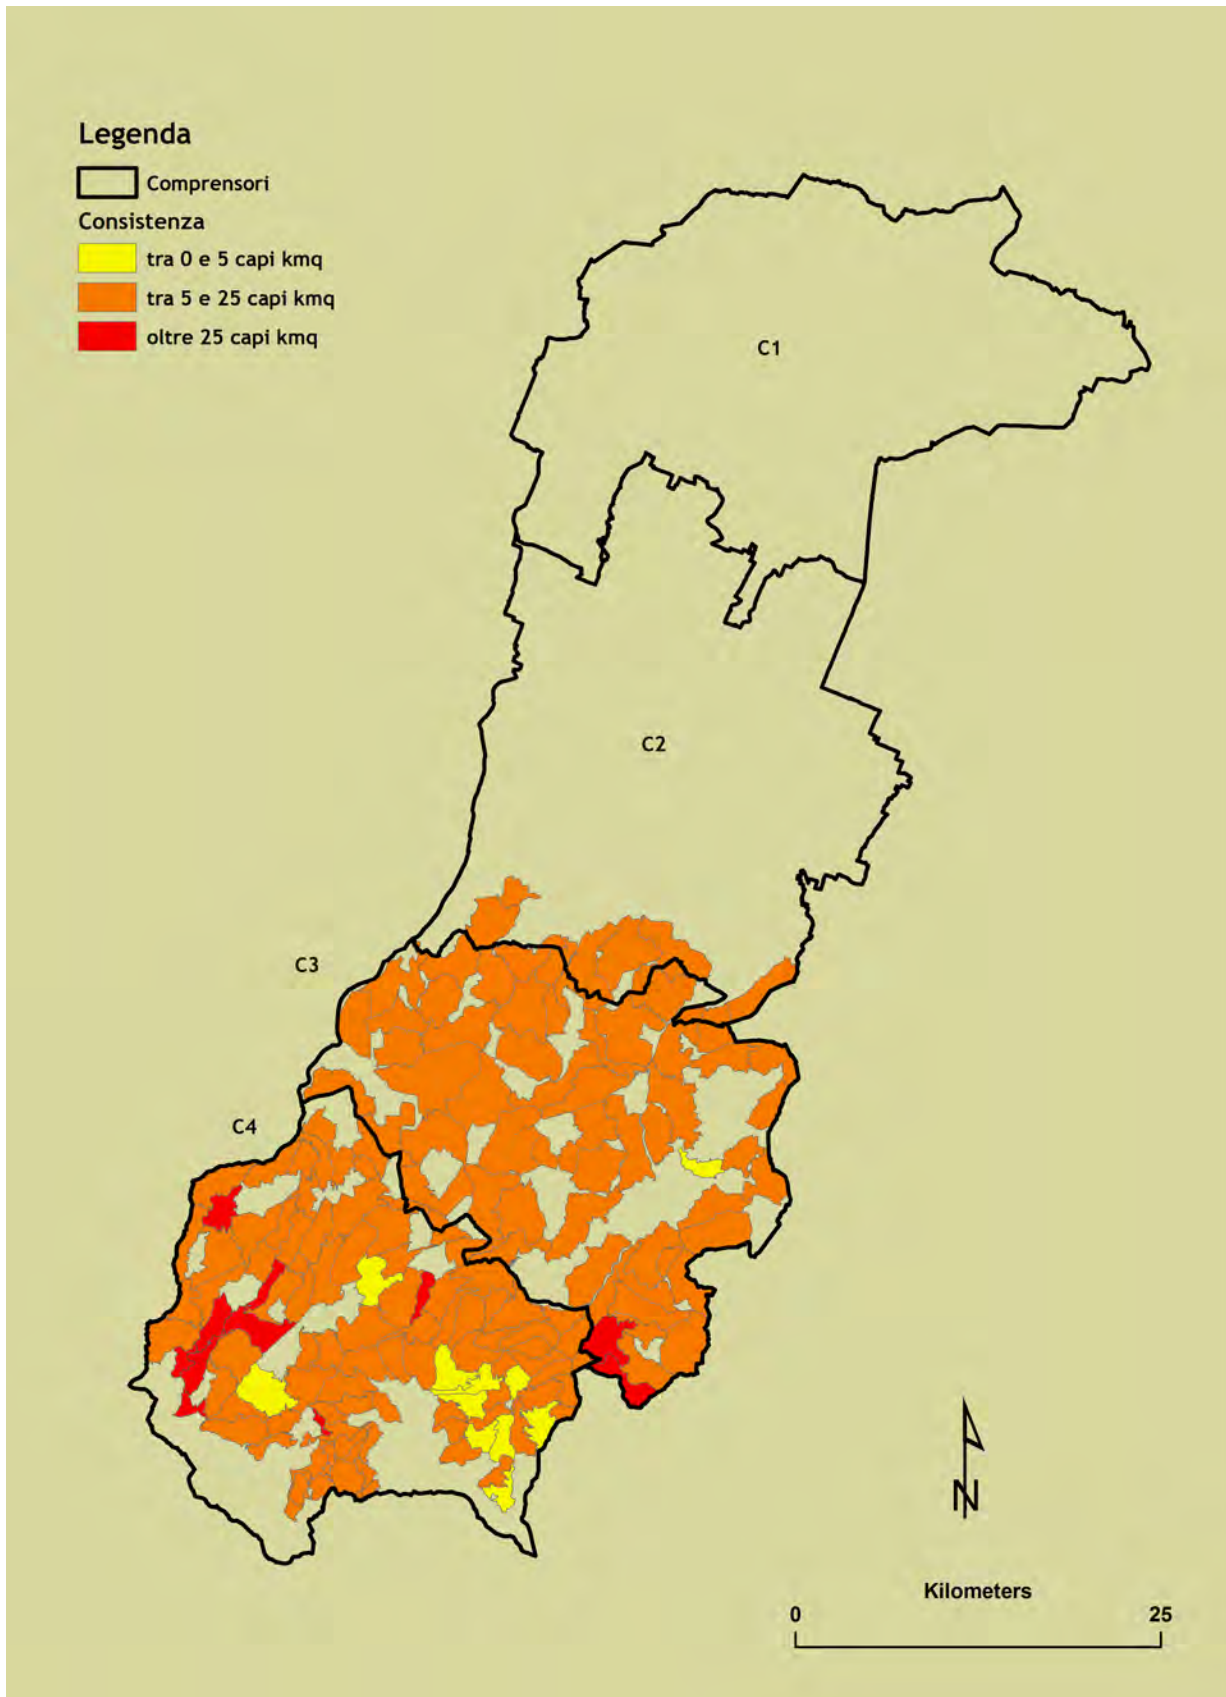 Legenda
Comprensori
Consistenza
tra 0 e 5 capi kmq
tra 5 e 25 capi kmq
oltre 25 capi kmq
C1
C2
C3
C4
N
Kilometers
0 25